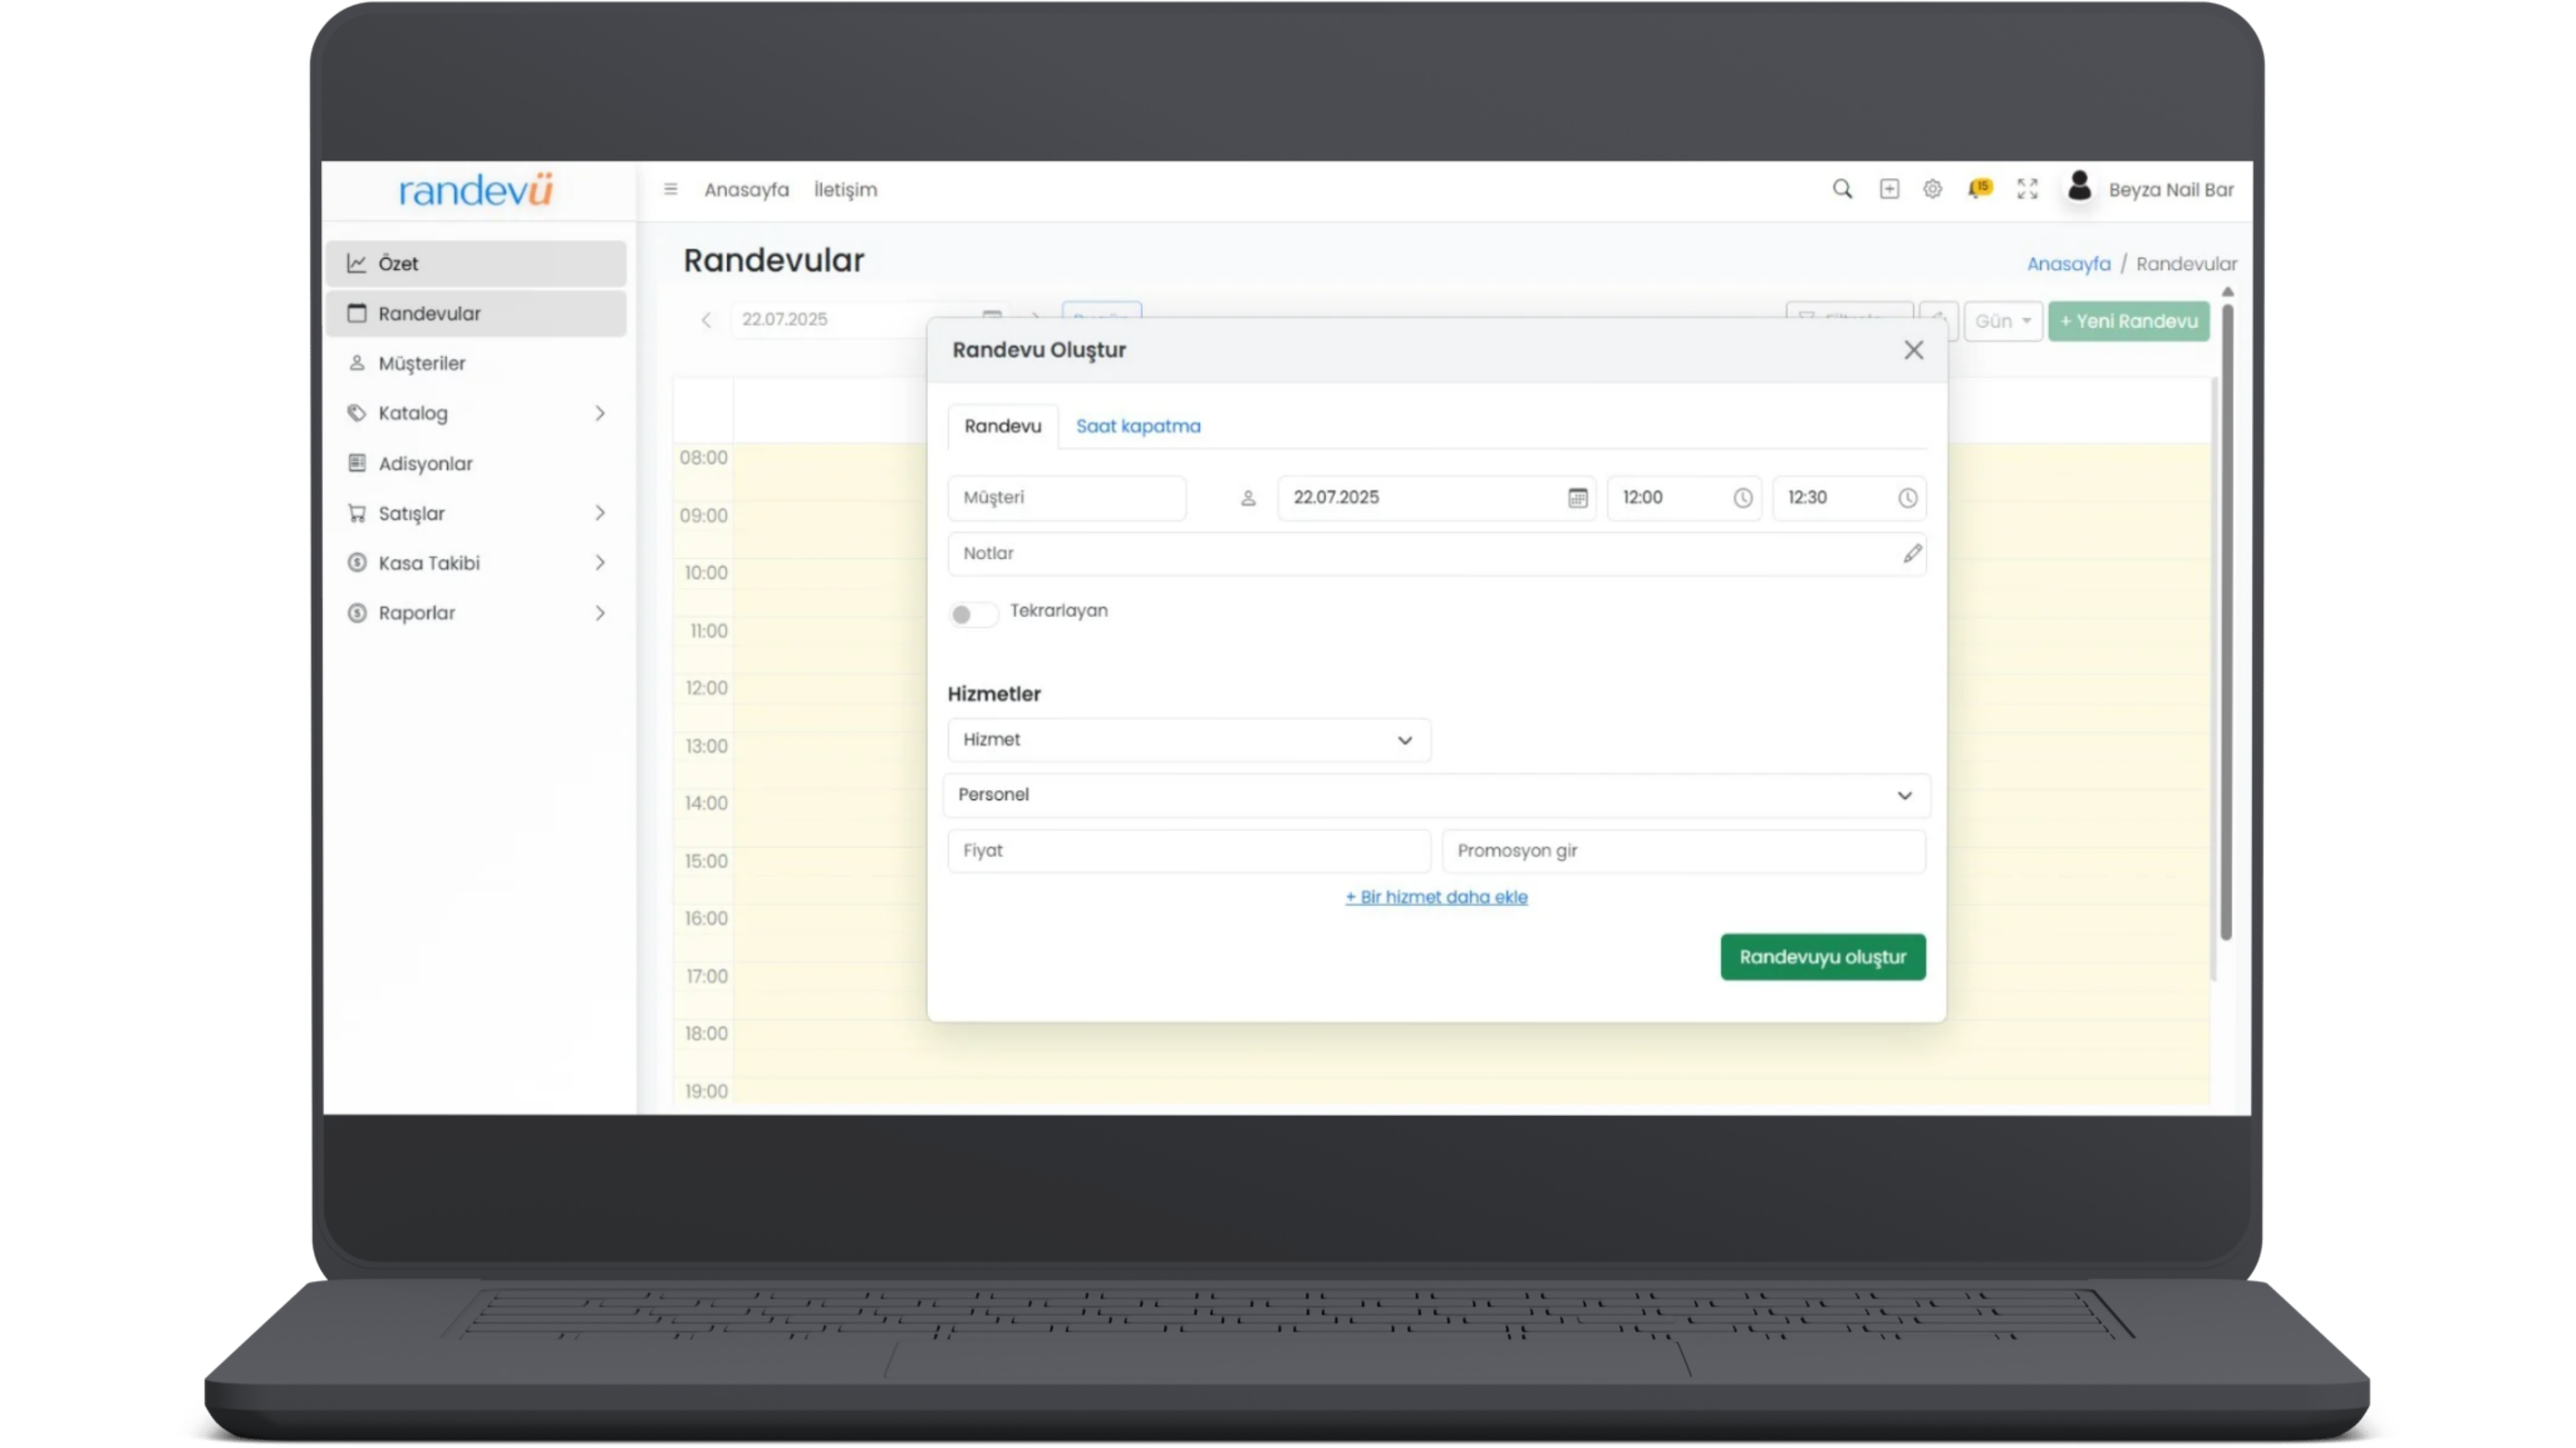 randevü
Anasayfa İletişim
15
Beyza Nail Bar
Özet
Randevular
Müşteriler
Katalog
Adisyonlar
Satışlar
Kasa Takibi
Raporlar
Randevular
Anasayfa / Randevular
22.07.2025
Gün
+ Yeni Randevu
08:00
09:00
10:00
11:00
12:00
13:00
14:00
15:00
16:00
17:00
18:00
19:00
Randevu Oluştur
Randevu Saat kapatma
Müşteri 22.07.2025 12:00 12:30
Notlar
Tekrarlayan
Hizmetler
Hizmet
Personel
Fiyat Promosyon gir
+ Bir hizmet daha ekle
Randevuyu oluştur